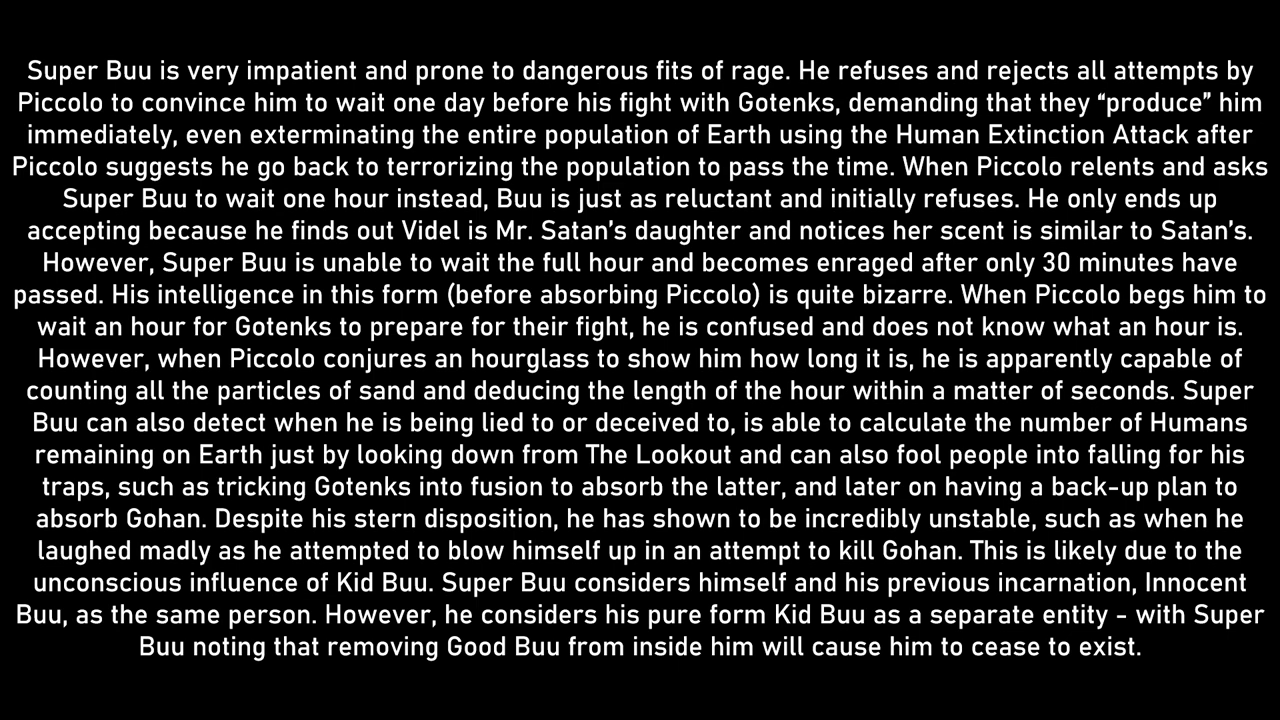 Super Buu is very impatient and prone to dangerous fits of rage. He refuses and rejects all attempts by
Piccolo to convince him to wait one day before his fight with Gotenks, demanding that they “produce” him
immediately, even exterminating the entire population of Earth using the Human Extinction Attack after
Piccolo suggests he go back to terrorizing the population to pass the time. When Piccolo relents and asks
Super Buu to wait one hour instead, Buu is just as reluctant and initially refuses. He only ends up
accepting because he finds out Videl is Mr. Satan’s daughter and notices her scent is similar to Satan’s.
However, Super Buu is unable to wait the full hour and becomes enraged after only 30 minutes have
passed. His intelligence in this form (before absorbing Piccolo) is quite bizarre. When Piccolo begs him to
wait an hour for Gotenks to prepare for their fight, he is confused and does not know what an hour is.
However, when Piccolo conjures an hourglass to show him how long it is, he is apparently capable of
counting all the particles of sand and deducing the length of the hour within a matter of seconds. Super
Buu can also detect when he is being lied to or deceived to, is able to calculate the number of Humans
remaining on Earth just by looking down from The Lookout and can also fool people into falling for his
traps, such as tricking Gotenks into fusion to absorb the latter, and later on having a back-up plan to
absorb Gohan. Despite his stern disposition, he has shown to be incredibly unstable, such as when he
laughed madly as he attempted to blow himself up in an attempt to kill Gohan. This is likely due to the
unconscious influence of Kid Buu. Super Buu considers himself and his previous incarnation, Innocent
Buu, as the same person. However, he considers his pure form Kid Buu as a separate entity - with Super
Buu noting that removing Good Buu from inside him will cause him to cease to exist.